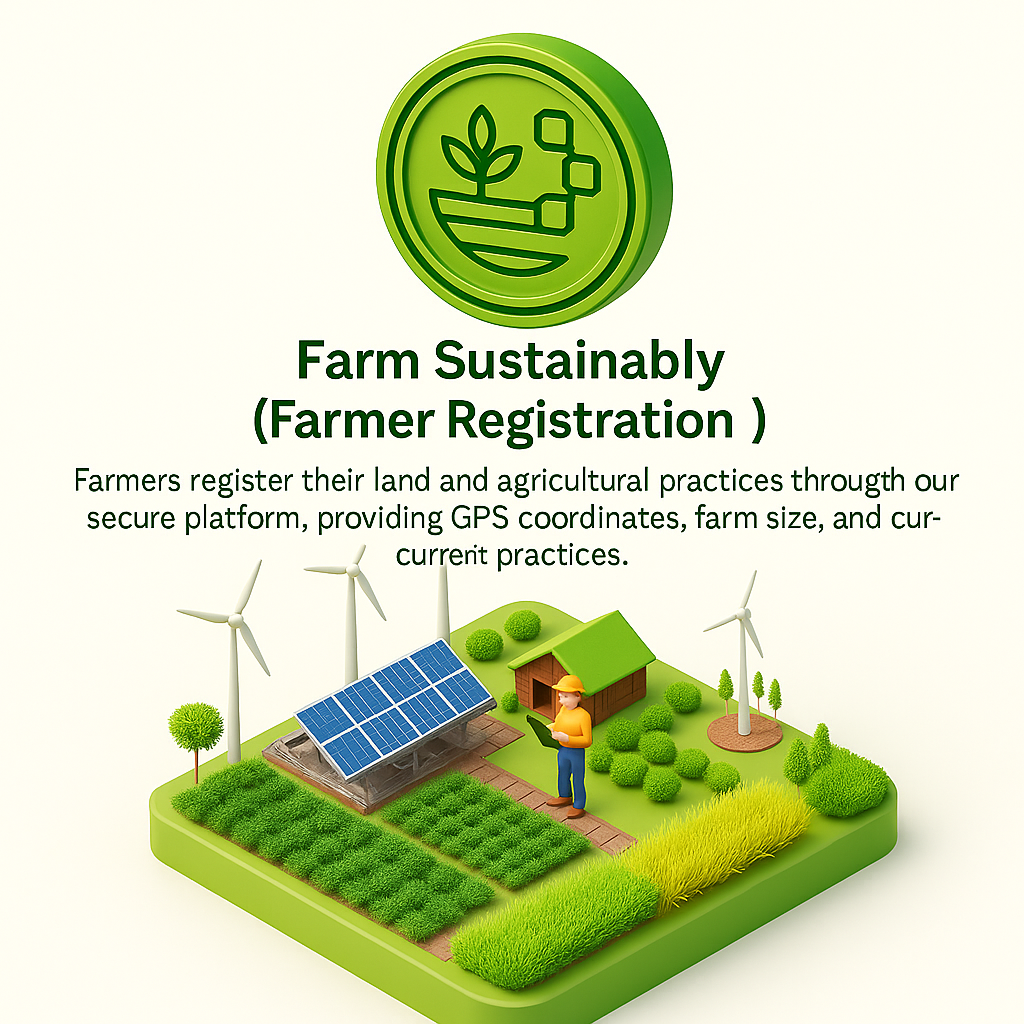 Farm Sustainably
(Farmer Registration )
Farmers register their land and agricultural practices through our
secure platform, providing GPS coordinates, farm size, and cur-
current practices.